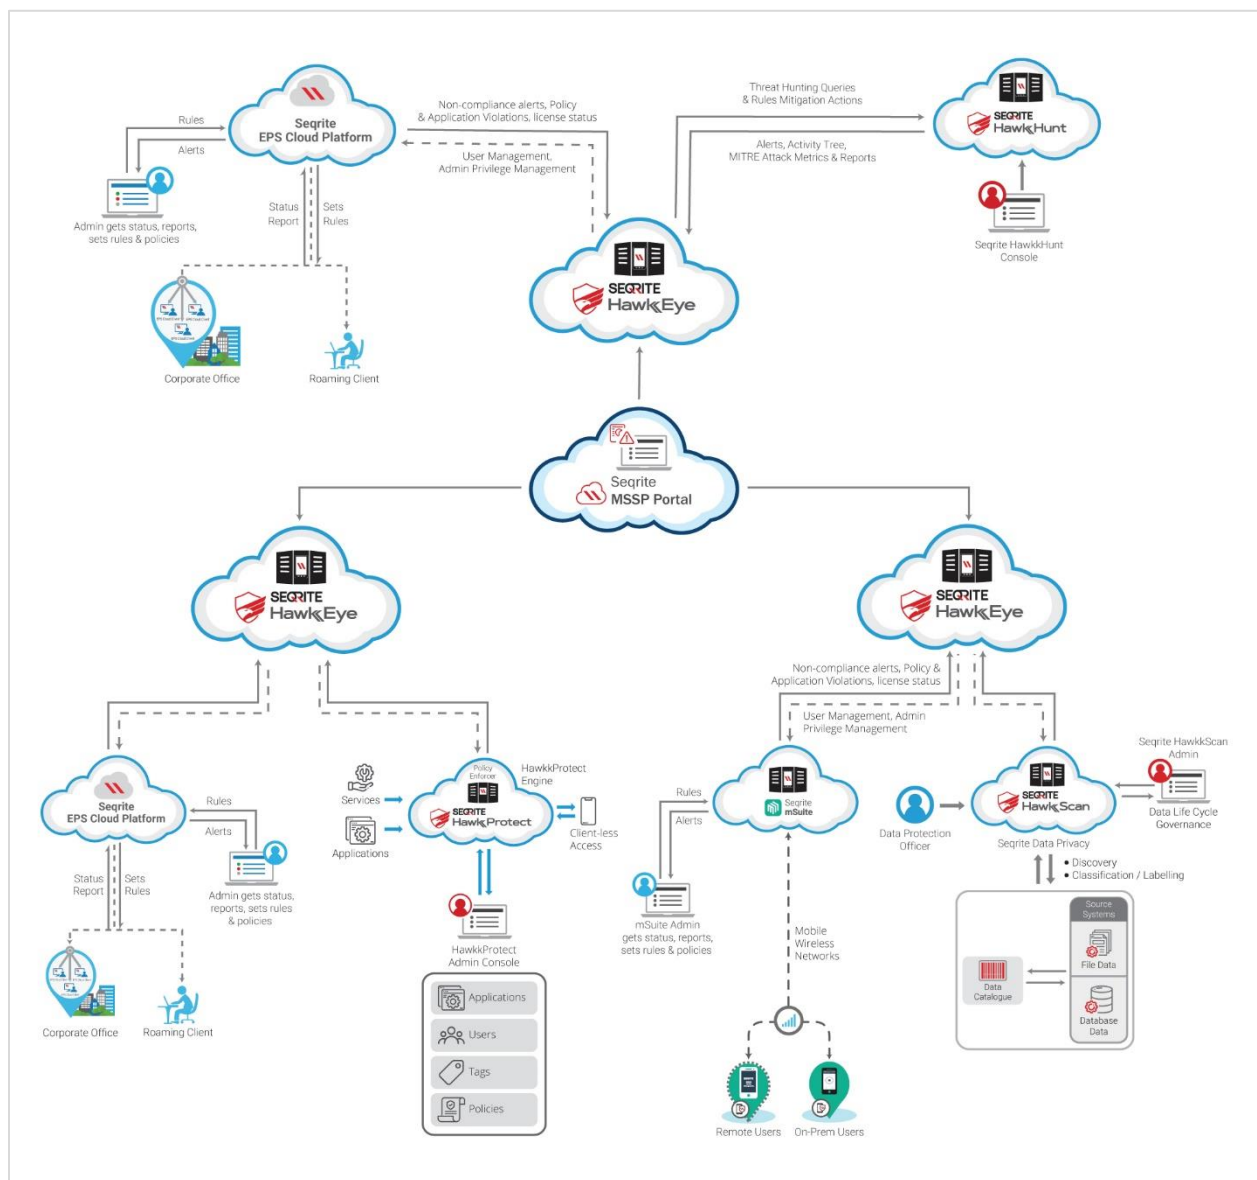 Seqrite
EPS Cloud Platform
Rules
Alerts
Admin gets status, reports,
sets rules & policies
Status
Report
Sets
Rules
Corporate Office
Roaming Client
Non-compliance alerts, Policy
& Application Violations, license status
User Management,
Admin Privilege Management
Threat Hunting Queries
& Rules Mitigation Actions
Alerts, Activity Tree,
MITRE Attack Metrics & Reports
SEQRITE
HawkkHunt
Seqrite HawkkHunt
Console
SEQRITE
HawkkEye
Seqrite
MSSP Portal
SEQRITE
HawkkEye
SEQRITE
HawkkEye
Seqrite
EPS Cloud Platform
Rules
Alerts
Admin gets status,
reports, sets rules
& policies
Status
Report
Sets
Rules
Corporate Office
Roaming Client
Services
Applications
Policy
Enforcer
SEQRITE
HawkkProtect
HawkkProtect
Engine
Client-less
Access
HawkkProtect
Admin Console
Applications
Users
Tags
Policies
Non-compliance alerts, Policy &
Application Violations, license status
User Management, Admin
Privilege Management
Rules
Alerts
Seqrite
mSuite
mSuite Admin
gets status, reports,
sets rules & policies
Mobile
Wireless
Networks
Remote Users
On-Prem Users
Data Protection
Officer
SEQRITE
HawkkScan
Seqrite Data Privacy
Seqrite HawkkScan
Admin
Data Life Cycle
Governance
• Discovery
• Classification / Labelling
Source
Systems
File Data
Database
Data
Data
Catalogue